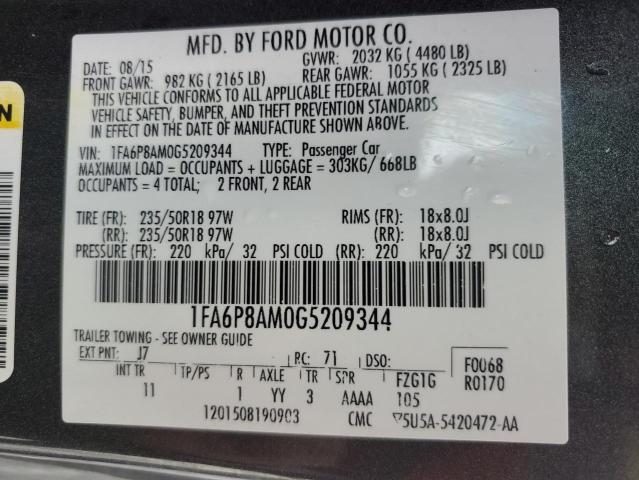 MFD. BY FORD MOTOR CO.
DATE: 08/15 GVWR: 2032 KG ( 4480 LB)
FRONT GAWR: 982 KG ( 2165 LB) REAR GAWR: 1055 KG ( 2325 LB)
THIS VEHICLE CONFORMS TO ALL APPLICABLE FEDERAL MOTOR
VEHICLE SAFETY, BUMPER, AND THEFT PREVENTION STANDARDS
IN EFFECT ON THE DATE OF MANUFACTURE SHOWN ABOVE.
VIN: 1FA6P8AM0G5209344 TYPE: Passenger Car
MAXIMUM LOAD = OCCUPANTS + LUGGAGE = 303KG/ 668LB
OCCUPANTS = 4 TOTAL; 2 FRONT, 2 REAR
TIRE (FR): 235/50R18 97W RIMS (FR): 18x8.0J
(RR): 235/50R18 97W (RR): 18x8.0J
PRESSURE (FR): 220 kPa/ 32 PSI COLD (RR): 220 kPa/ 32 PSI COLD
1FA6P8AM0G5209344
TRAILER TOWING - SEE OWNER GUIDE
EXT PNT: J7 RC: 71 DSO: F0068
INT TR TP/PS R AXLE TR SPR FZG1G R0170
11 1 YY 3 AAAA 105
1201508190903 CMC 5U5A-5420472-AA
N